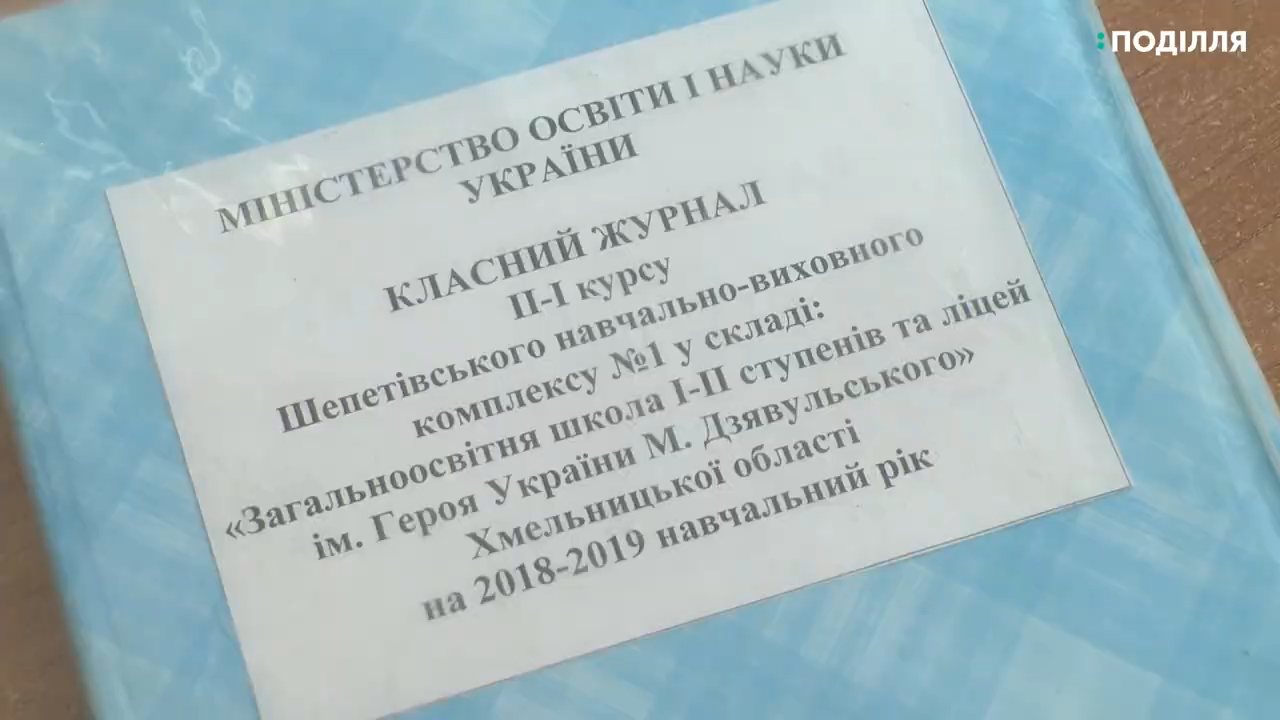 :ПОДІЛЛЯ
МІНІСТЕРСТВО ОСВІТИ І НАУКИ
УКРАЇНИ
КЛАСНИЙ ЖУРНАЛ
ІІ-І курсу
Шепетівського навчально-виховного
комплексу №1 у складі:
«Загальноосвітня школа І-ІІ ступенів та ліцей
ім. Героя України М. Дзявульського»
Хмельницької області
на 2018-2019 навчальний рік